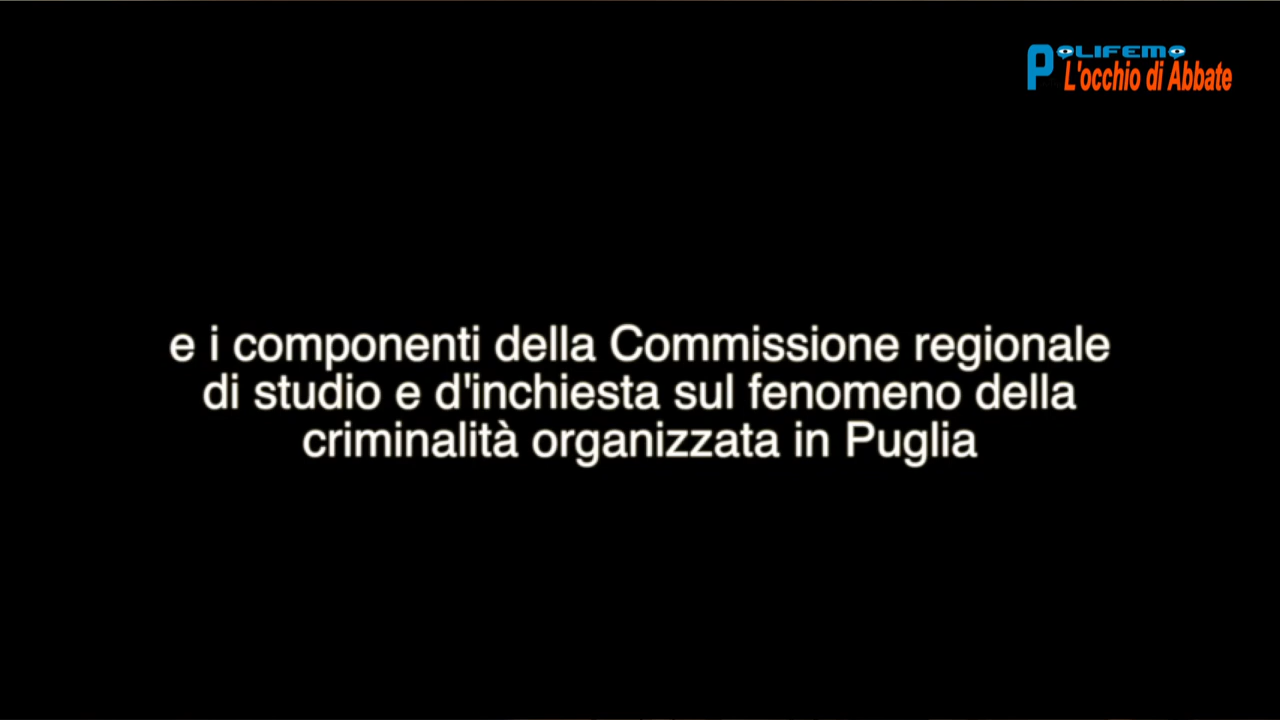 POLIFEMO
L'occhio di Abbate
e i componenti della Commissione regionale
di studio e d'inchiesta sul fenomeno della
criminalità organizzata in Puglia